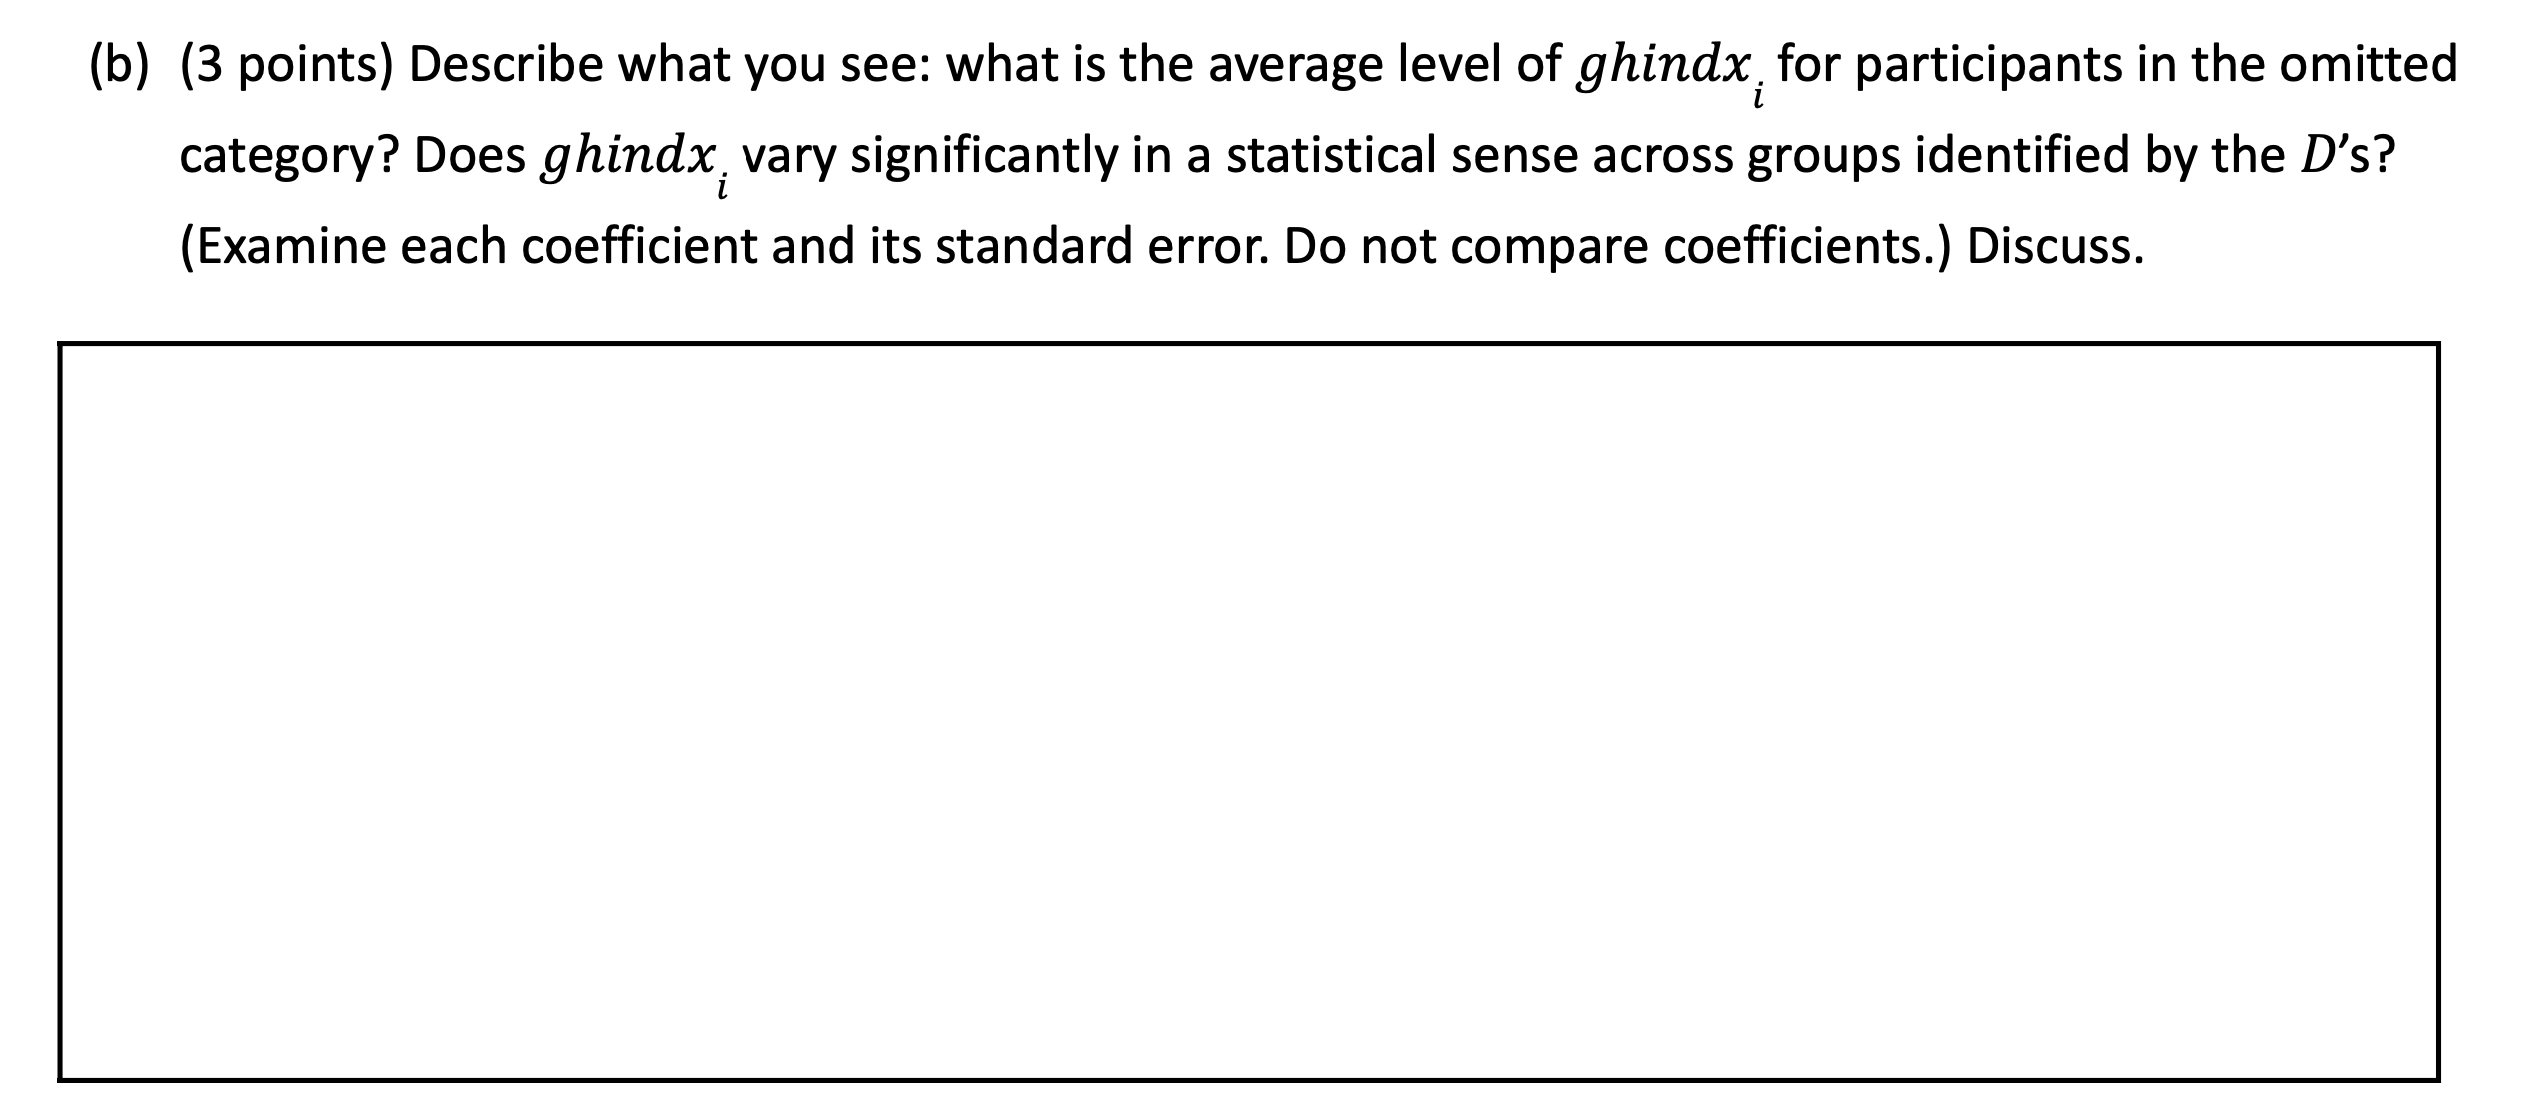 (b) (3 points) Describe what you see: what is the average level of ghindxᵢ for participants in the omitted
category? Does ghindxᵢ vary significantly in a statistical sense across groups identified by the D’s?
(Examine each coefficient and its standard error. Do not compare coefficients.) Discuss.